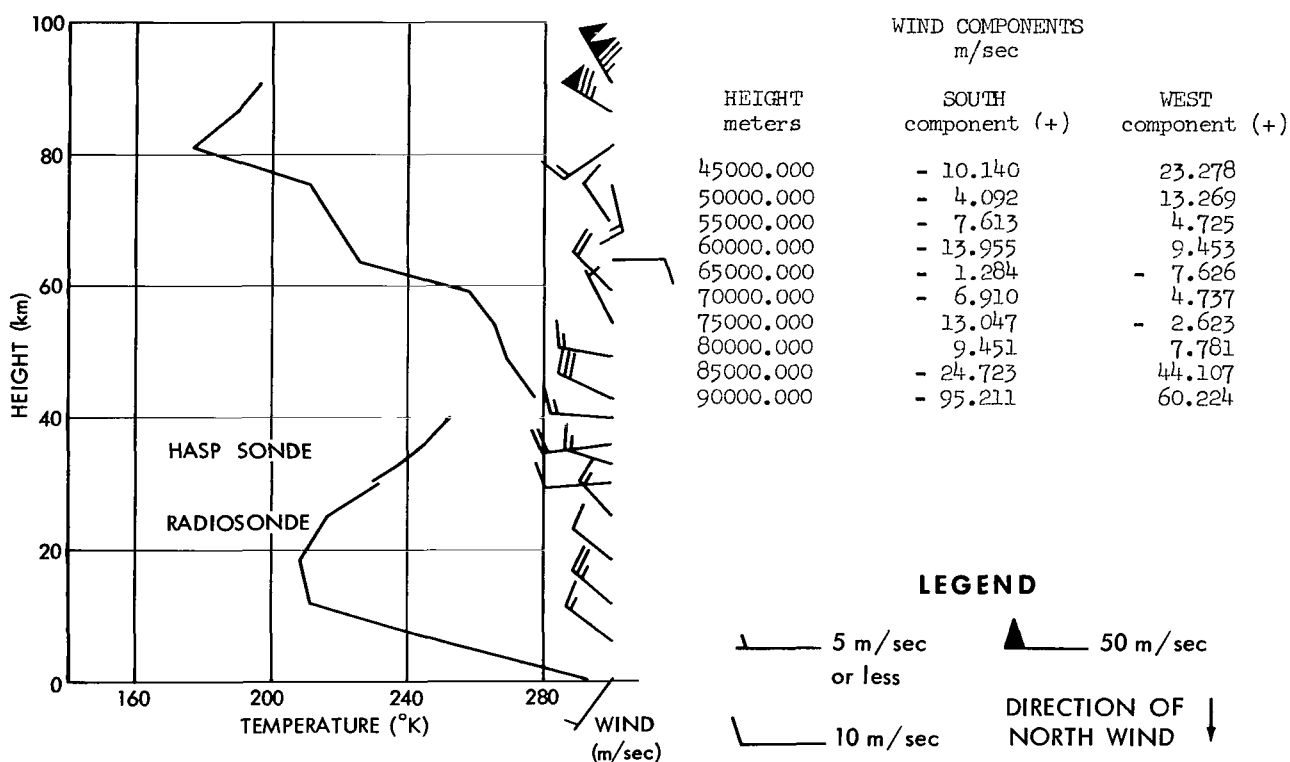 100
80
60
40
20
0
HEIGHT (km)
HASP SONDE
RADIOSONDE
160
200
240
280
TEMPERATURE (°K)
WIND
(m/sec)
WIND COMPONENTS
m/sec
HEIGHT SOUTH WEST
meters component (+) component (+)
45000.000 - 10.140 23.278
50000.000 - 4.092 13.269
55000.000 - 7.613 4.725
60000.000 - 13.955 9.453
65000.000 - 1.284 - 7.626
70000.000 - 6.910 4.737
75000.000 13.047 - 2.623
80000.000 9.451 7.781
85000.000 - 24.723 44.107
90000.000 - 95.211 60.224
LEGEND
5 m/sec
or less
50 m/sec
10 m/sec
DIRECTION OF
NORTH WIND